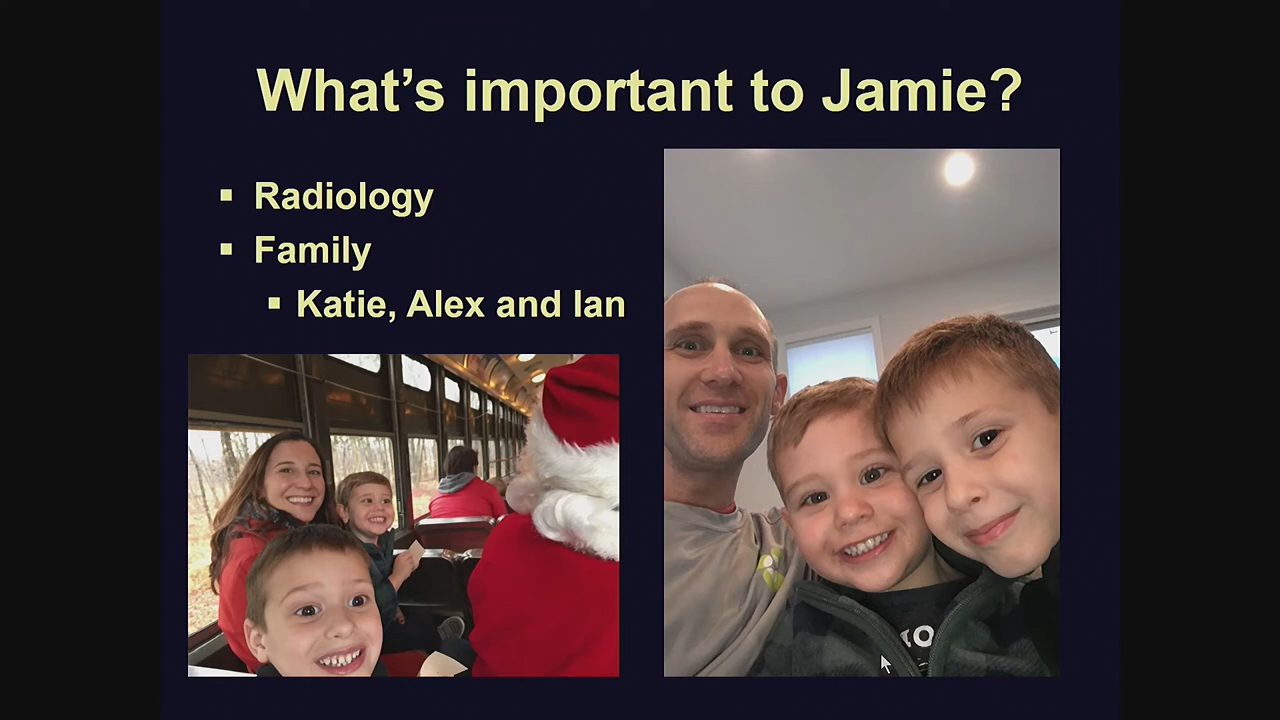 What's important to Jamie?
▪ Radiology
▪ Family
▪ Katie, Alex and Ian